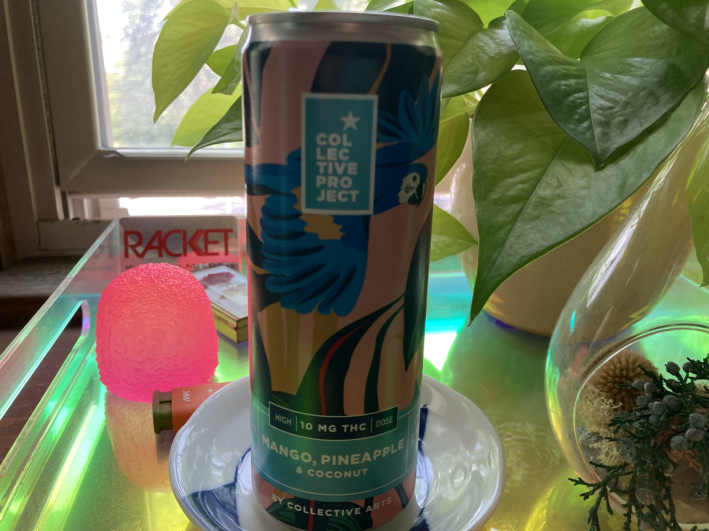 COL
LEC
TIVE
PRO
JECT
RACKET
HIGH 10 MG THC DOSE
MANGO, PINEAPPLE
& COCONUT
BY COLLECTIVE ARTS